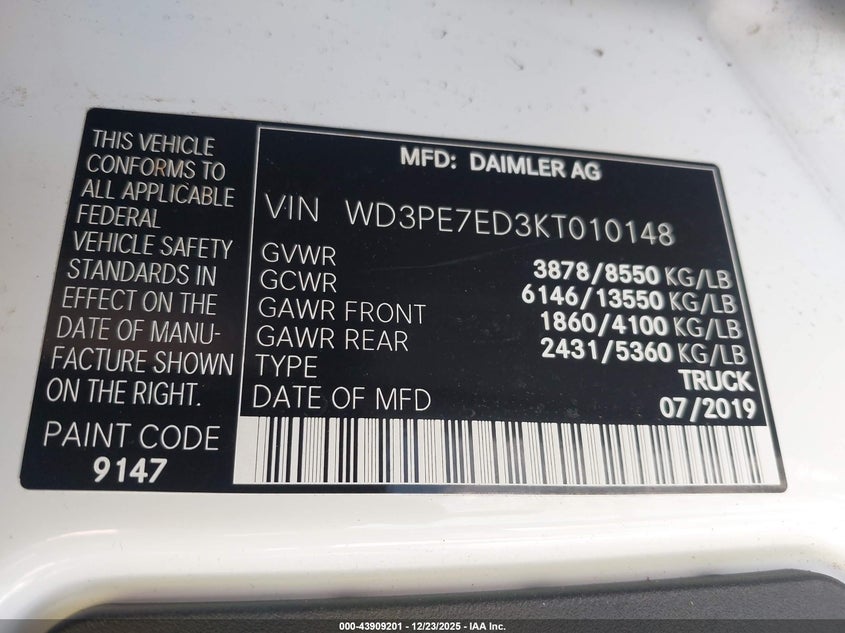 THIS VEHICLE
CONFORMS TO
ALL APPLICABLE
FEDERAL
VEHICLE SAFETY
STANDARDS IN
EFFECT ON THE
DATE OF MANU-
FACTURE SHOWN
ON THE RIGHT.
PAINT CODE
9147
MFD: DAIMLER AG
VIN WD3PE7ED3KT010148
GVWR 3878/8550 KG/LB
GCWR 6146/13550 KG/LB
GAWR FRONT 1860/4100 KG/LB
GAWR REAR 2431/5360 KG/LB
TYPE TRUCK
DATE OF MFD 07/2019
000-43909201 - 12/23/2025 - IAA Inc.